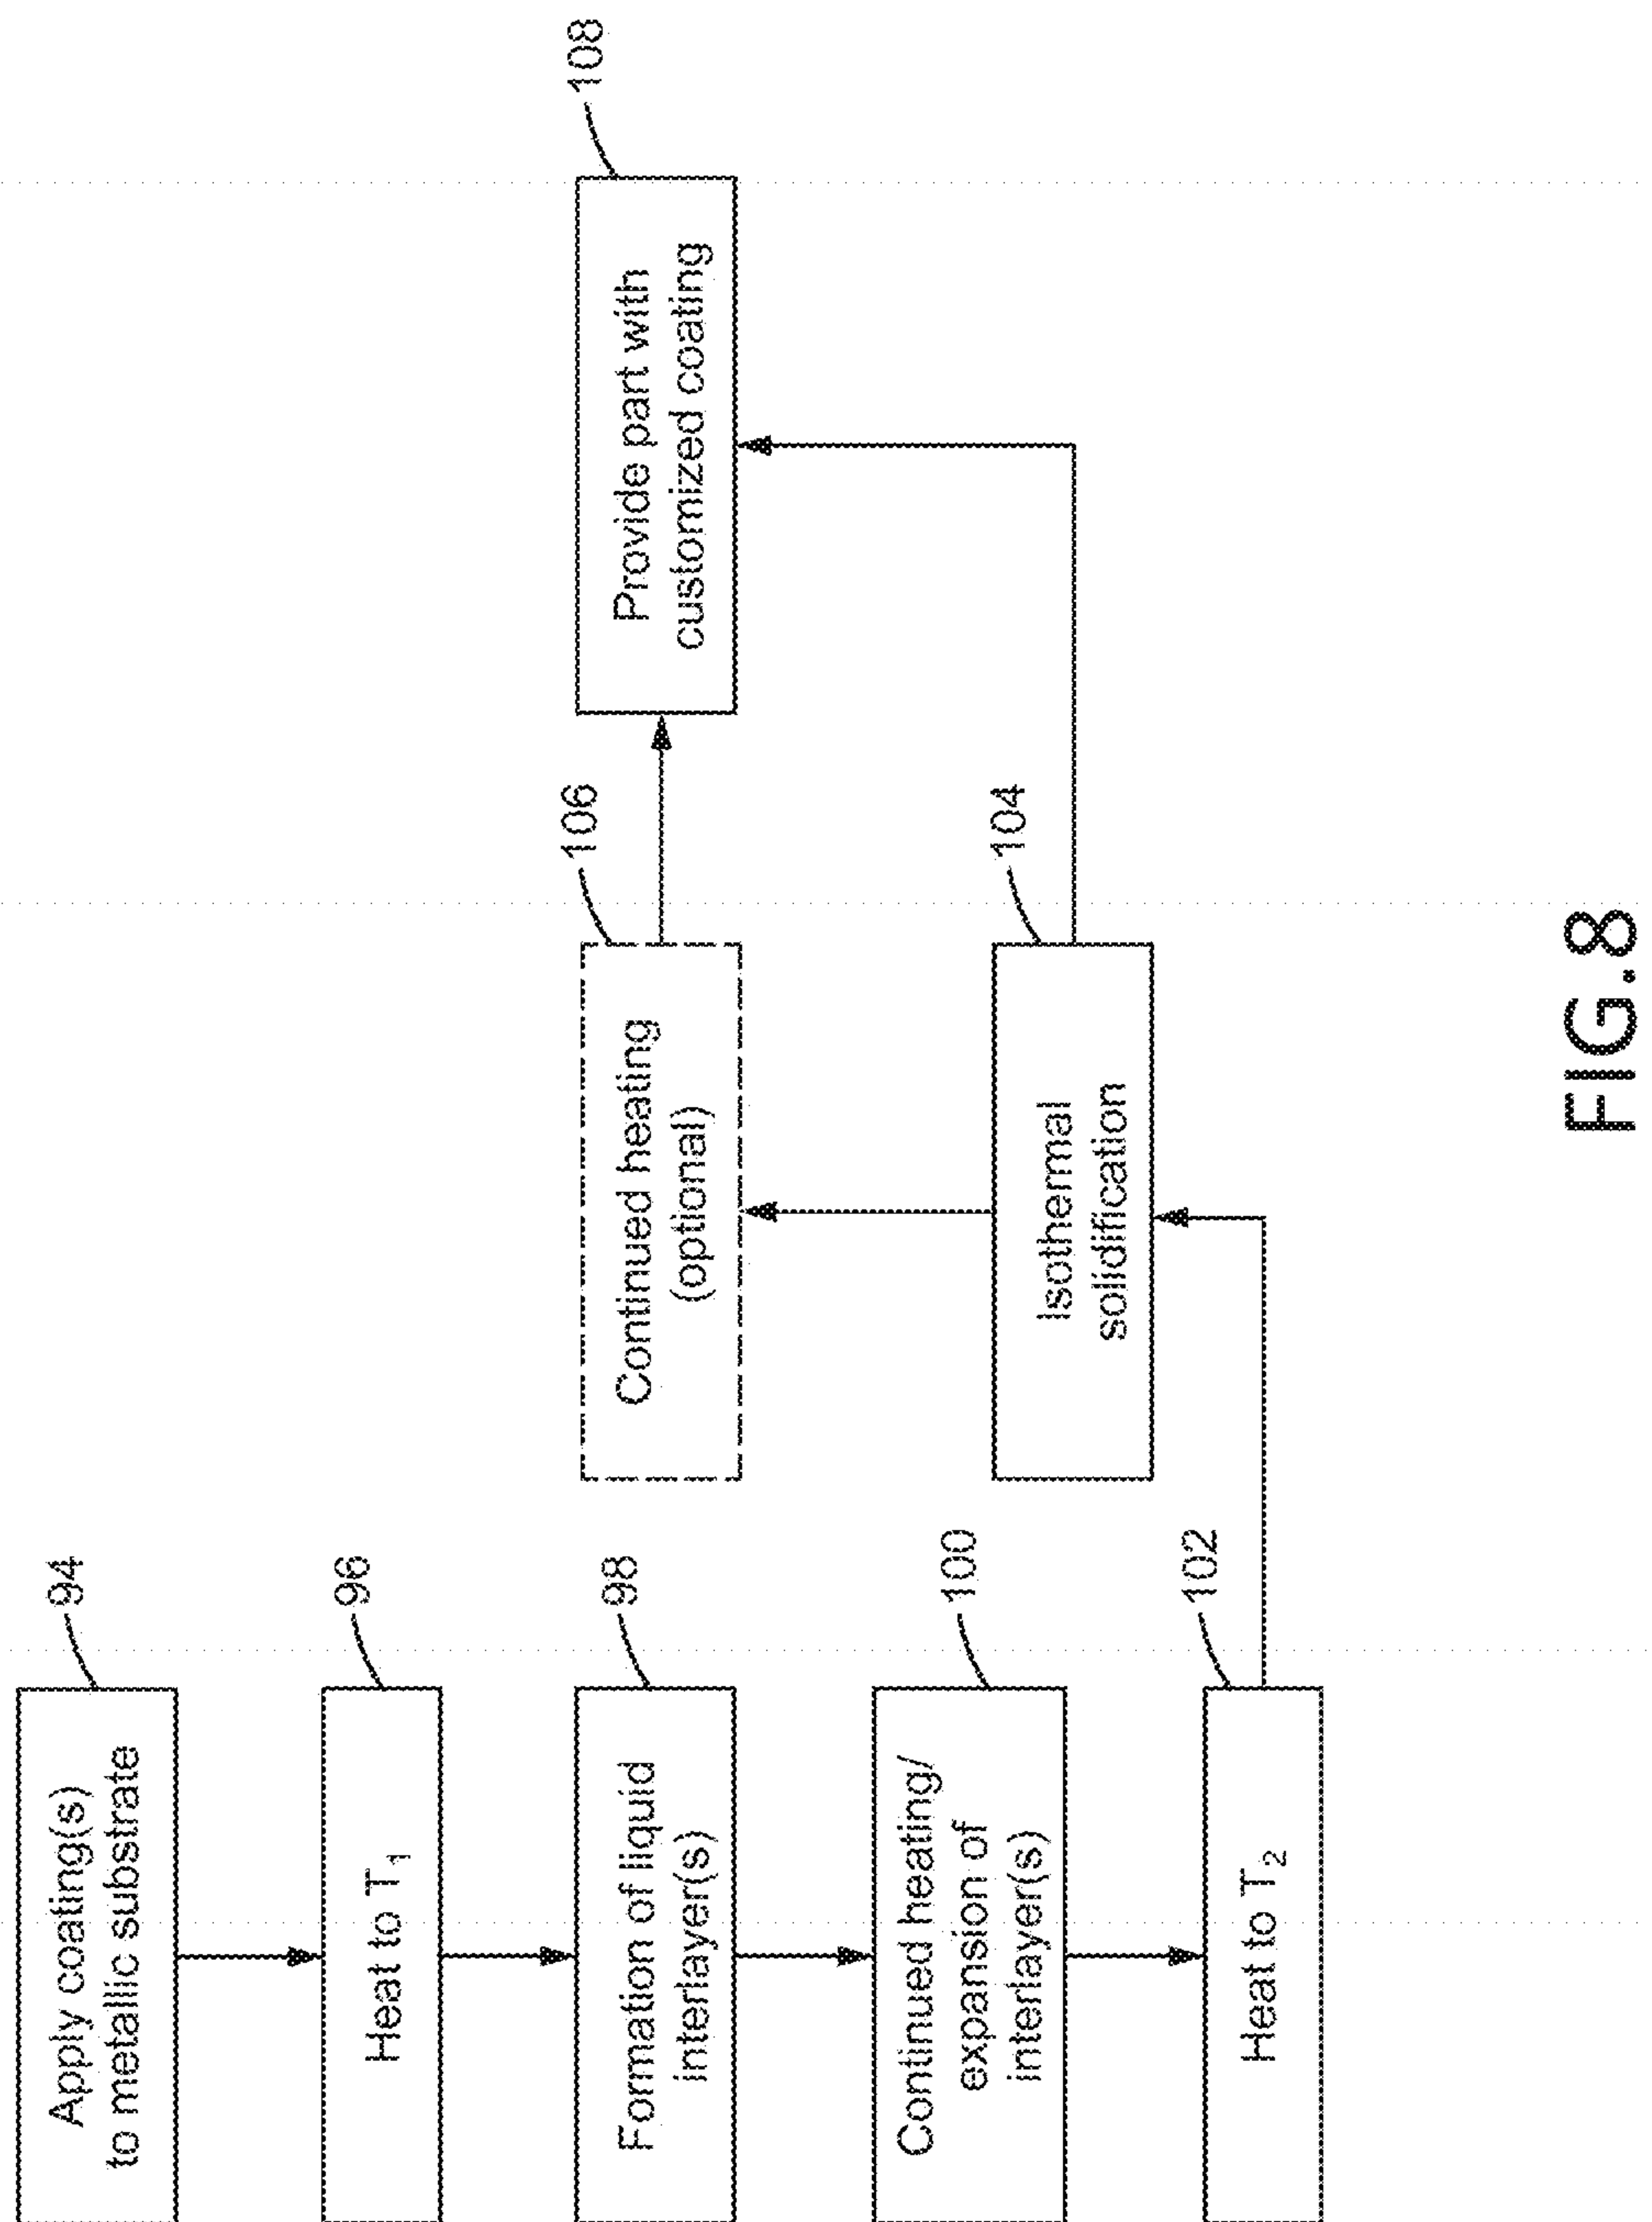 Apply coating(s)
to metallic substrate
94
Heat to T1
96
Formation of liquid
interlayer(s)
98
Continued heating/
expansion of
interlayer(s)
100
Heat to T2
102
Isothermal
solidification
104
Continued heating
(optional)
106
Provide part with
customized coating
108
FIG.8